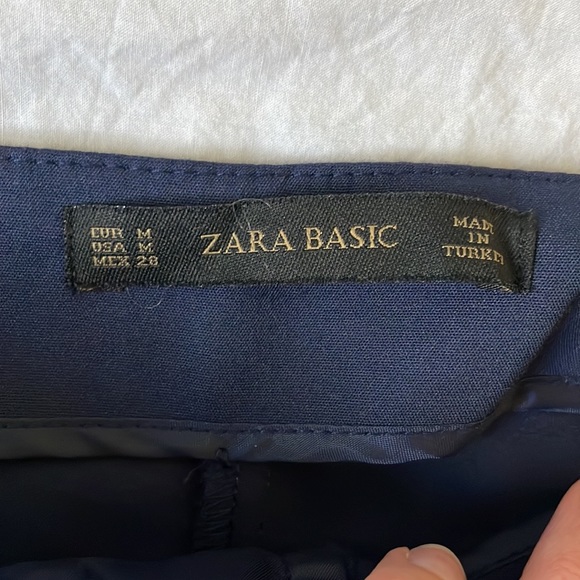 EUR M
USA M
MEX 28
ZARA BASIC
MADE
IN
TURKEY